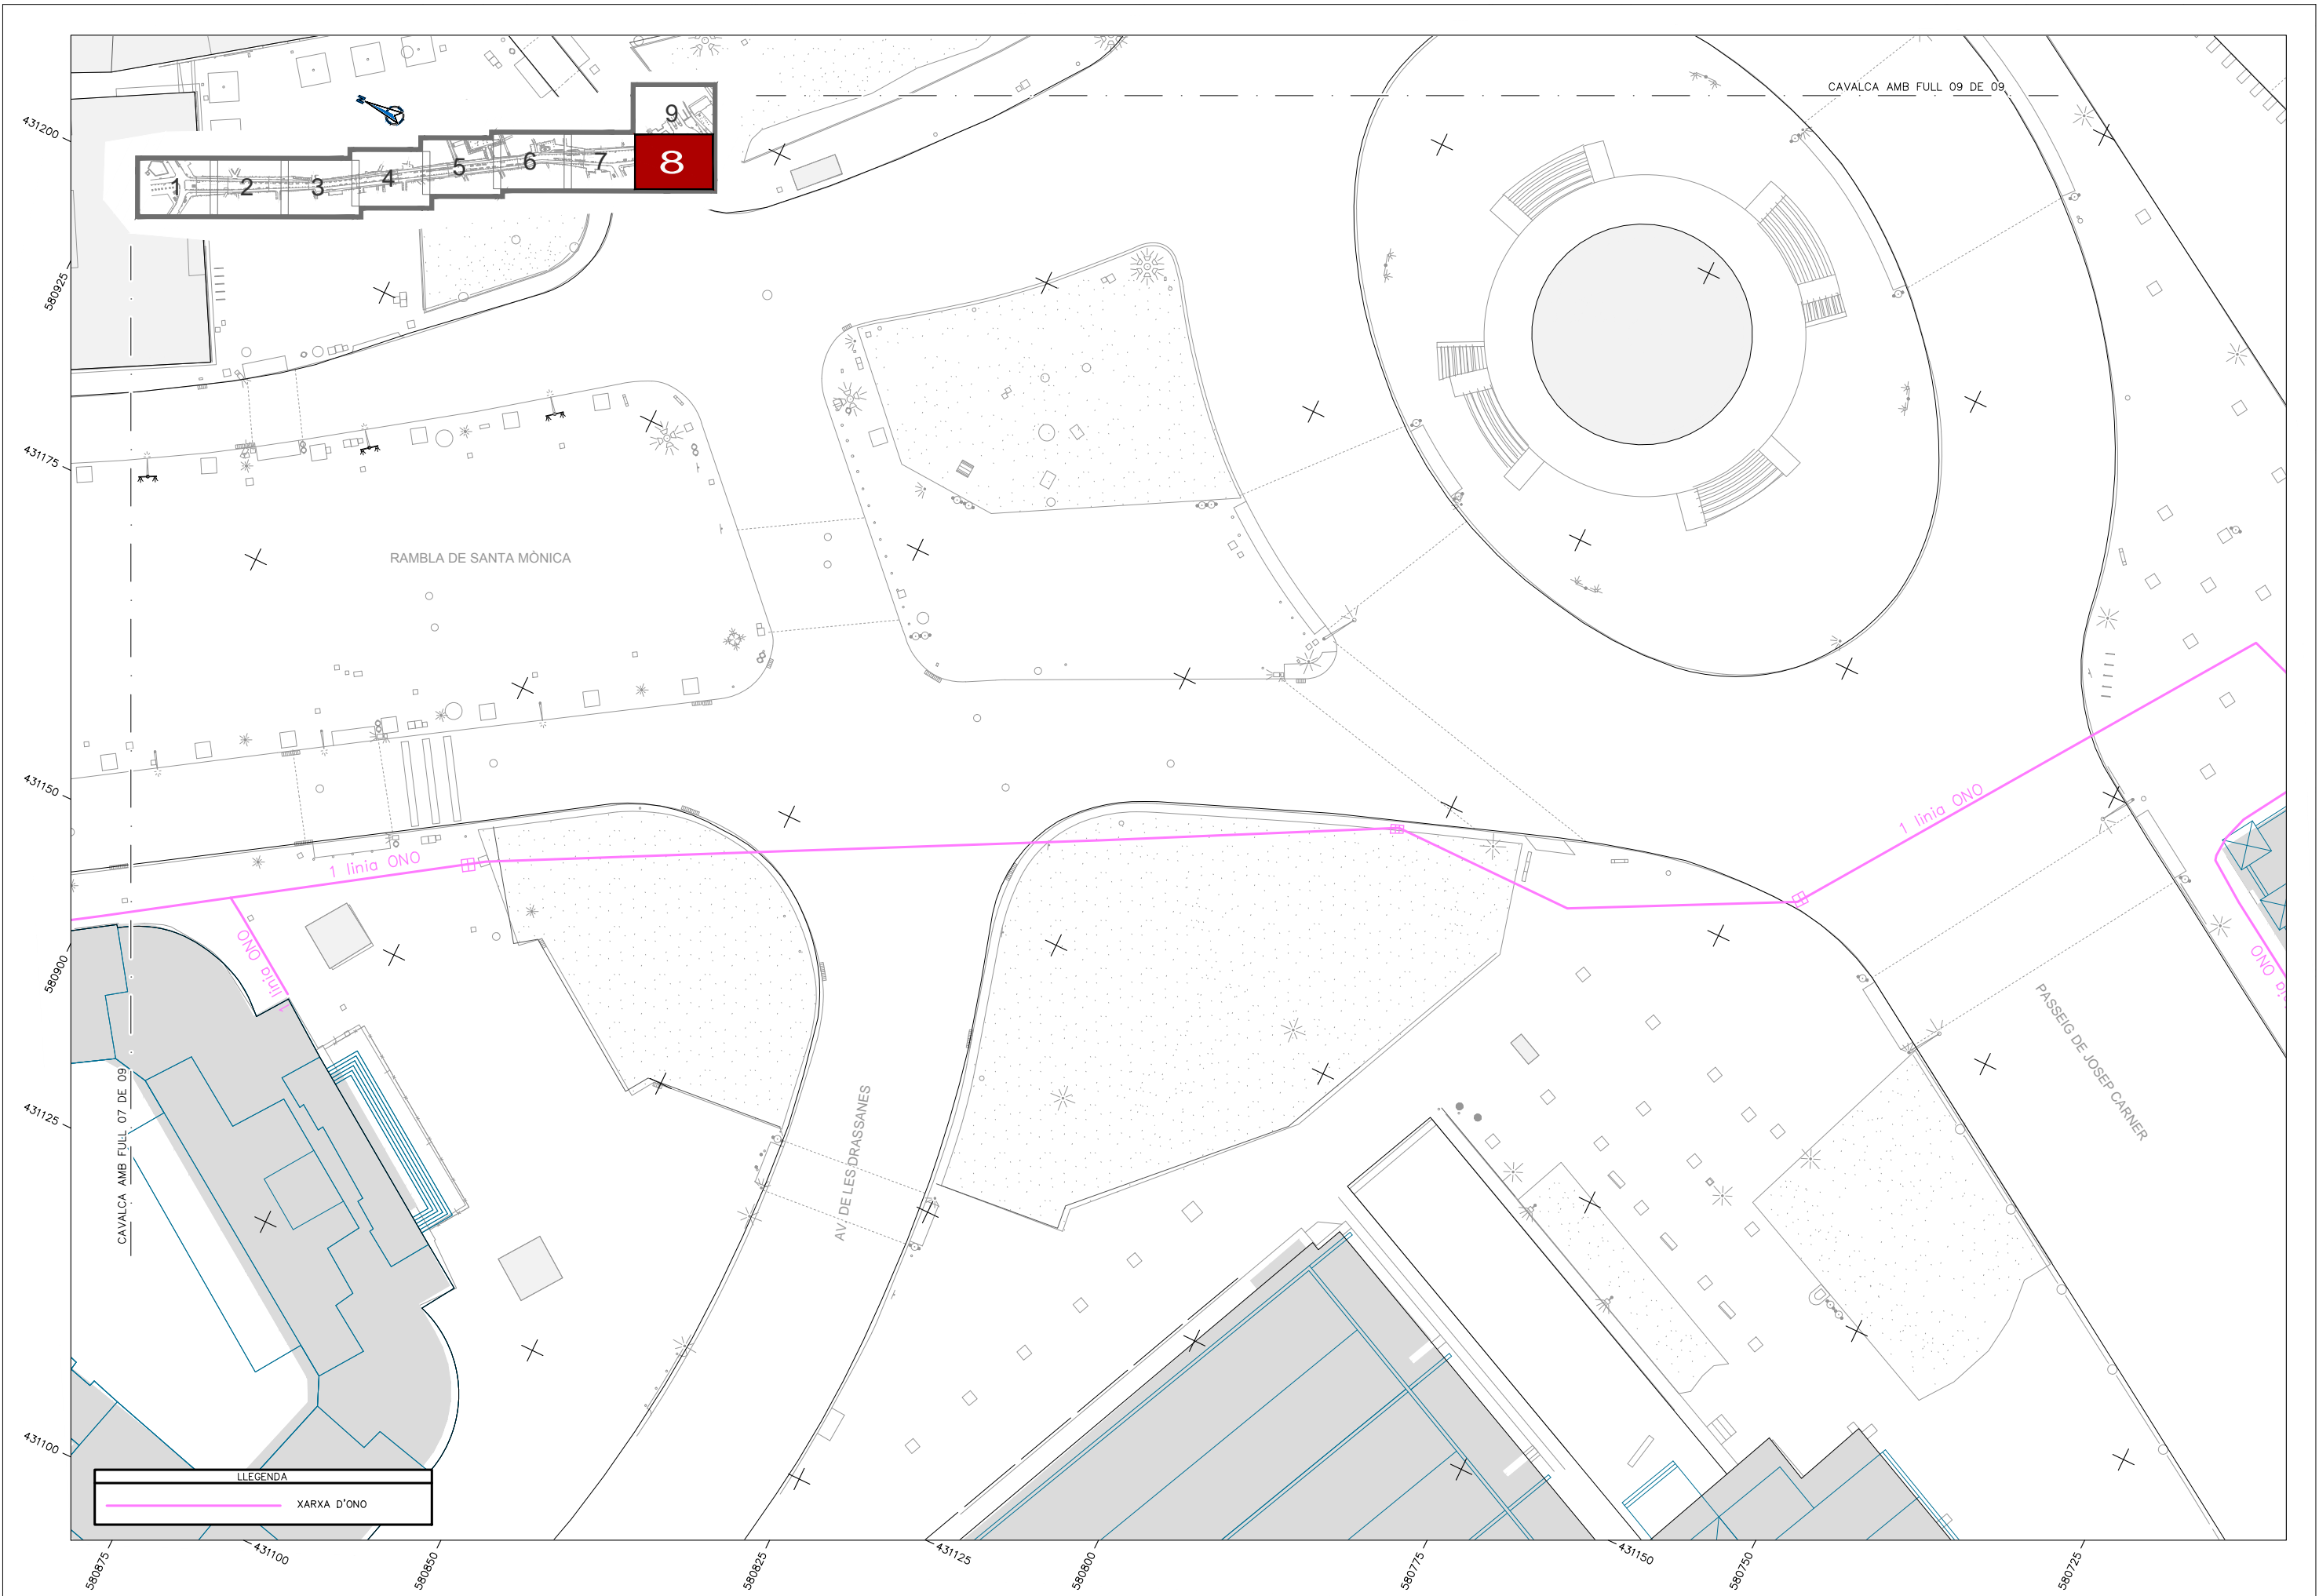 CAVALCA AMB FULL 09 DE 09
431200
9
8
7
6
5
4
3
2
1
580925
431175
RAMBLA DE SANTA MÒNICA
431150
1 linia ONO
1 linia ONO
1 linia ONO
ONO
580900
PASSEIG DE JOSEP CARNER
AV. DE LES DRASSANES
CAVALCA AMB FULL 07 DE 09
431125
431100
LLEGENDA
XARXA D'ONO
580875
431100
580850
580825
431125
580800
580775
431150
580750
580725